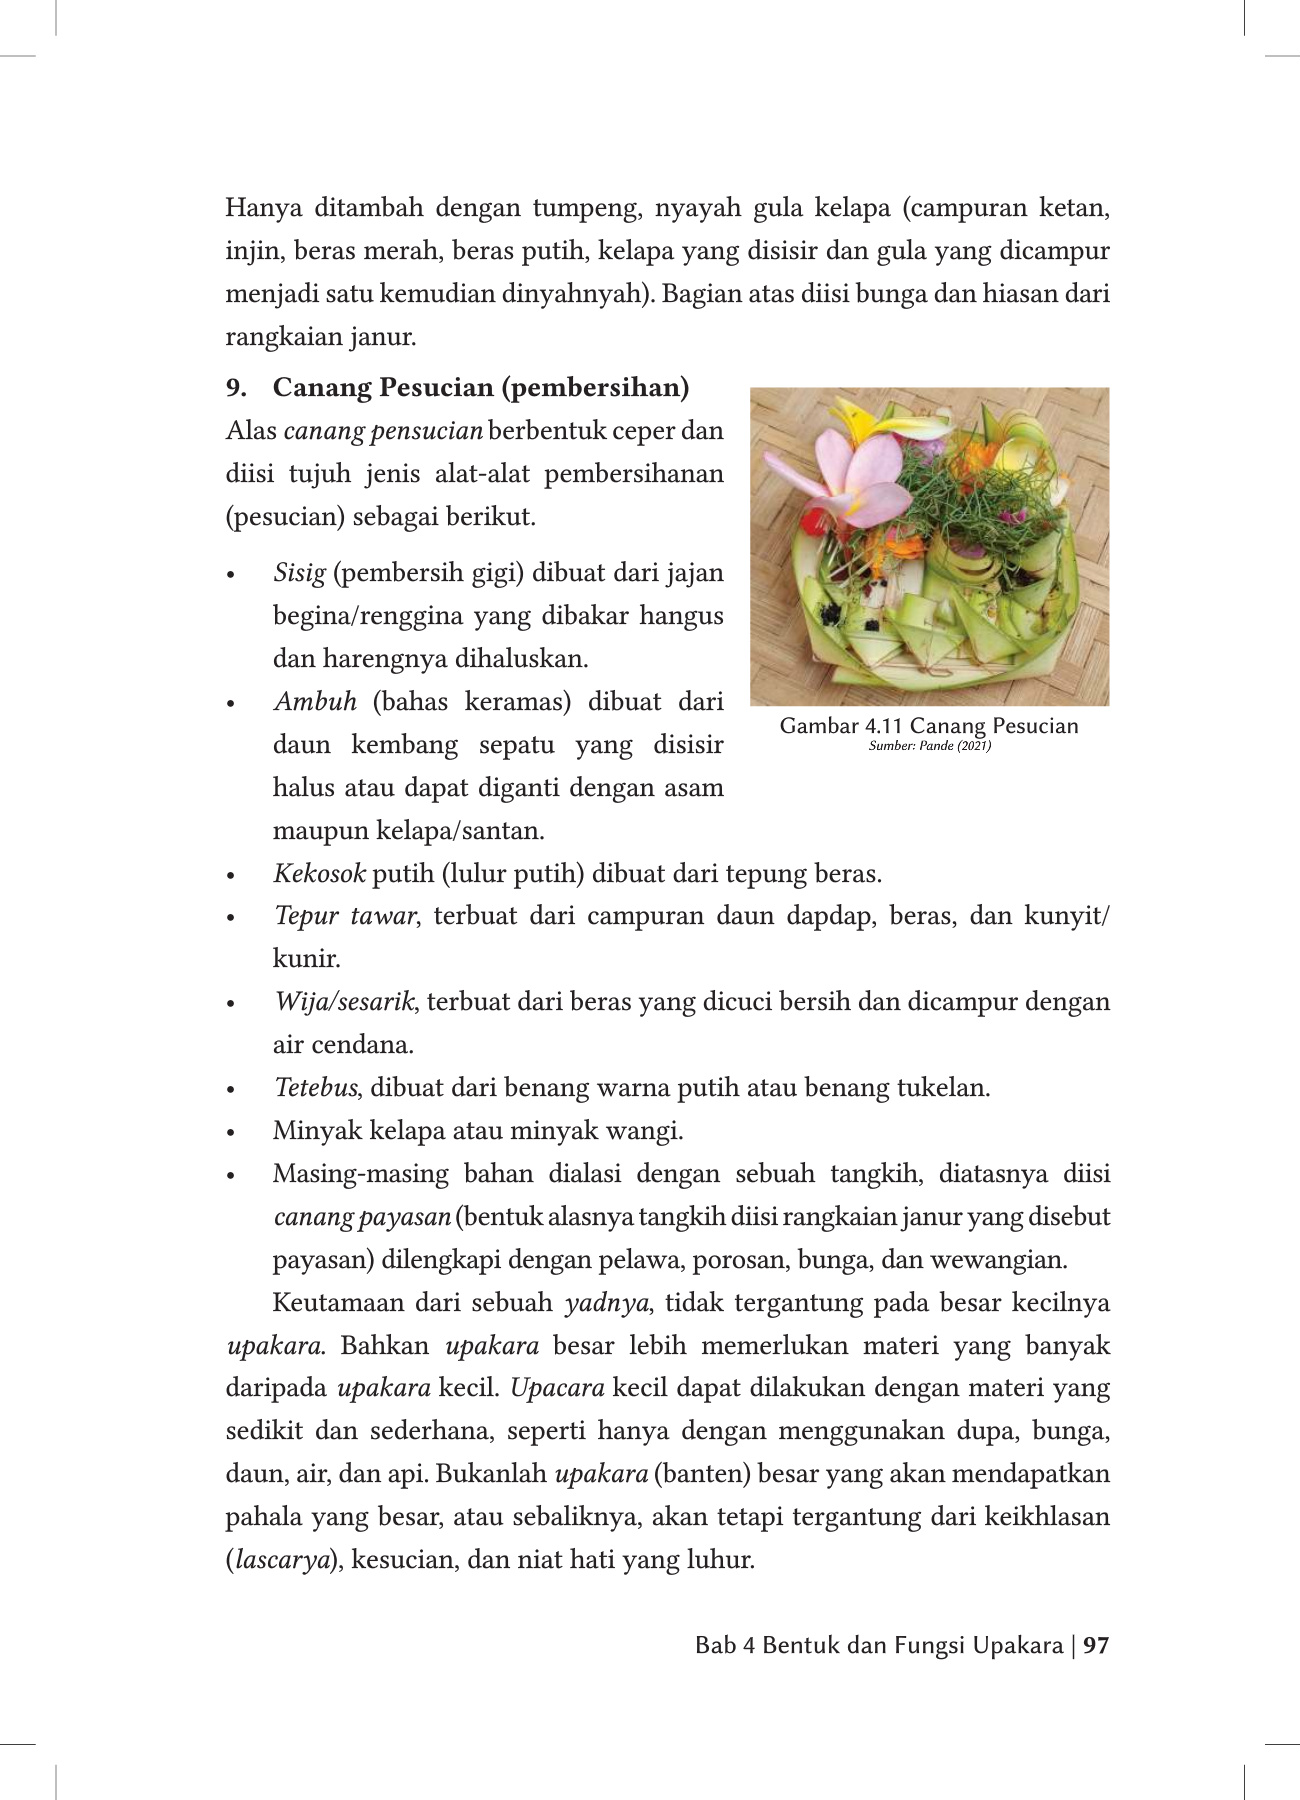 Hanya ditambah dengan tumpeng, nyayah gula kelapa (campuran ketan,
injin, beras merah, beras putih, kelapa yang disisir dan gula yang dicampur
menjadi satu kemudian dinyahnyah). Bagian atas diisi bunga dan hiasan dari
rangkaian janur.
9. Canang Pesucian (pembersihan)
Alas canang pensucian berbentuk ceper dan
diisi tujuh jenis alat-alat pembersihanan
(pesucian) sebagai berikut.
• Sisig (pembersih gigi) dibuat dari jajan
begina/renggina yang dibakar hangus
dan harengnya dihaluskan.
• Ambuh (bahas keramas) dibuat dari
daun kembang sepatu yang disisir
halus atau dapat diganti dengan asam
maupun kelapa/santan.
Gambar 4.11 Canang Pesucian
Sumber: Pande (2021)
• Kekosok putih (lulur putih) dibuat dari tepung beras.
• Tepur tawar, terbuat dari campuran daun dapdap, beras, dan kunyit/
kunir.
• Wija/sesarik, terbuat dari beras yang dicuci bersih dan dicampur dengan
air cendana.
• Tetebus, dibuat dari benang warna putih atau benang tukelan.
• Minyak kelapa atau minyak wangi.
• Masing-masing bahan dialasi dengan sebuah tangkih, diatasnya diisi
canang payasan (bentuk alasnya tangkih diisi rangkaian janur yang disebut
payasan) dilengkapi dengan pelawa, porosan, bunga, dan wewangian.
Keutamaan dari sebuah yadnya, tidak tergantung pada besar kecilnya
upakara. Bahkan upakara besar lebih memerlukan materi yang banyak
daripada upakara kecil. Upacara kecil dapat dilakukan dengan materi yang
sedikit dan sederhana, seperti hanya dengan menggunakan dupa, bunga,
daun, air, dan api. Bukanlah upakara (banten) besar yang akan mendapatkan
pahala yang besar, atau sebaliknya, akan tetapi tergantung dari keikhlasan
(lascarya), kesucian, dan niat hati yang luhur.
Bab 4 Bentuk dan Fungsi Upakara | 97